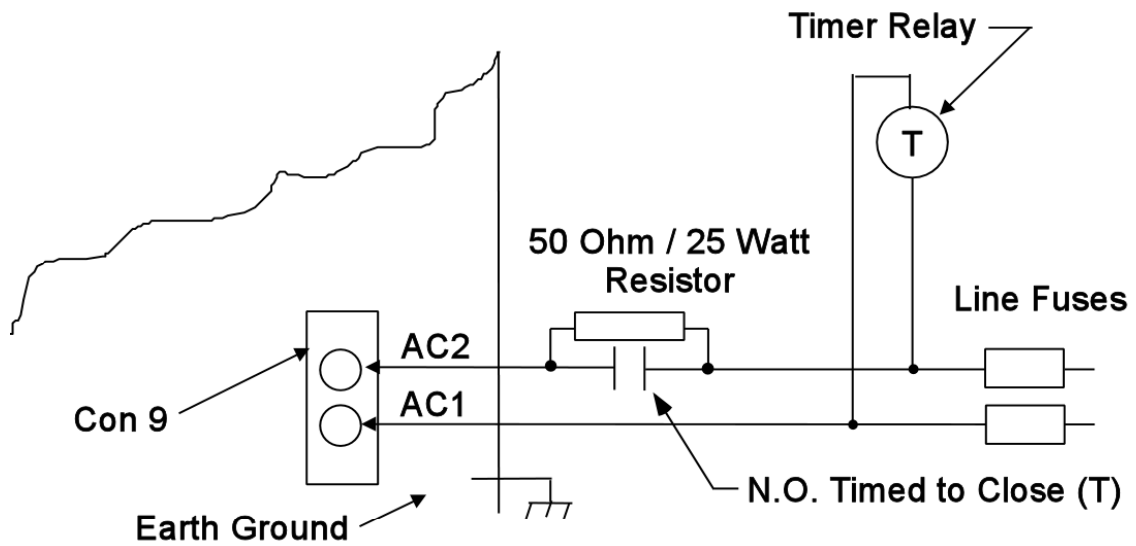 Timer Relay
T
50 Ohm / 25 Watt
Resistor
Line Fuses
AC2
AC1
Con 9
N.O. Timed to Close (T)
Earth Ground